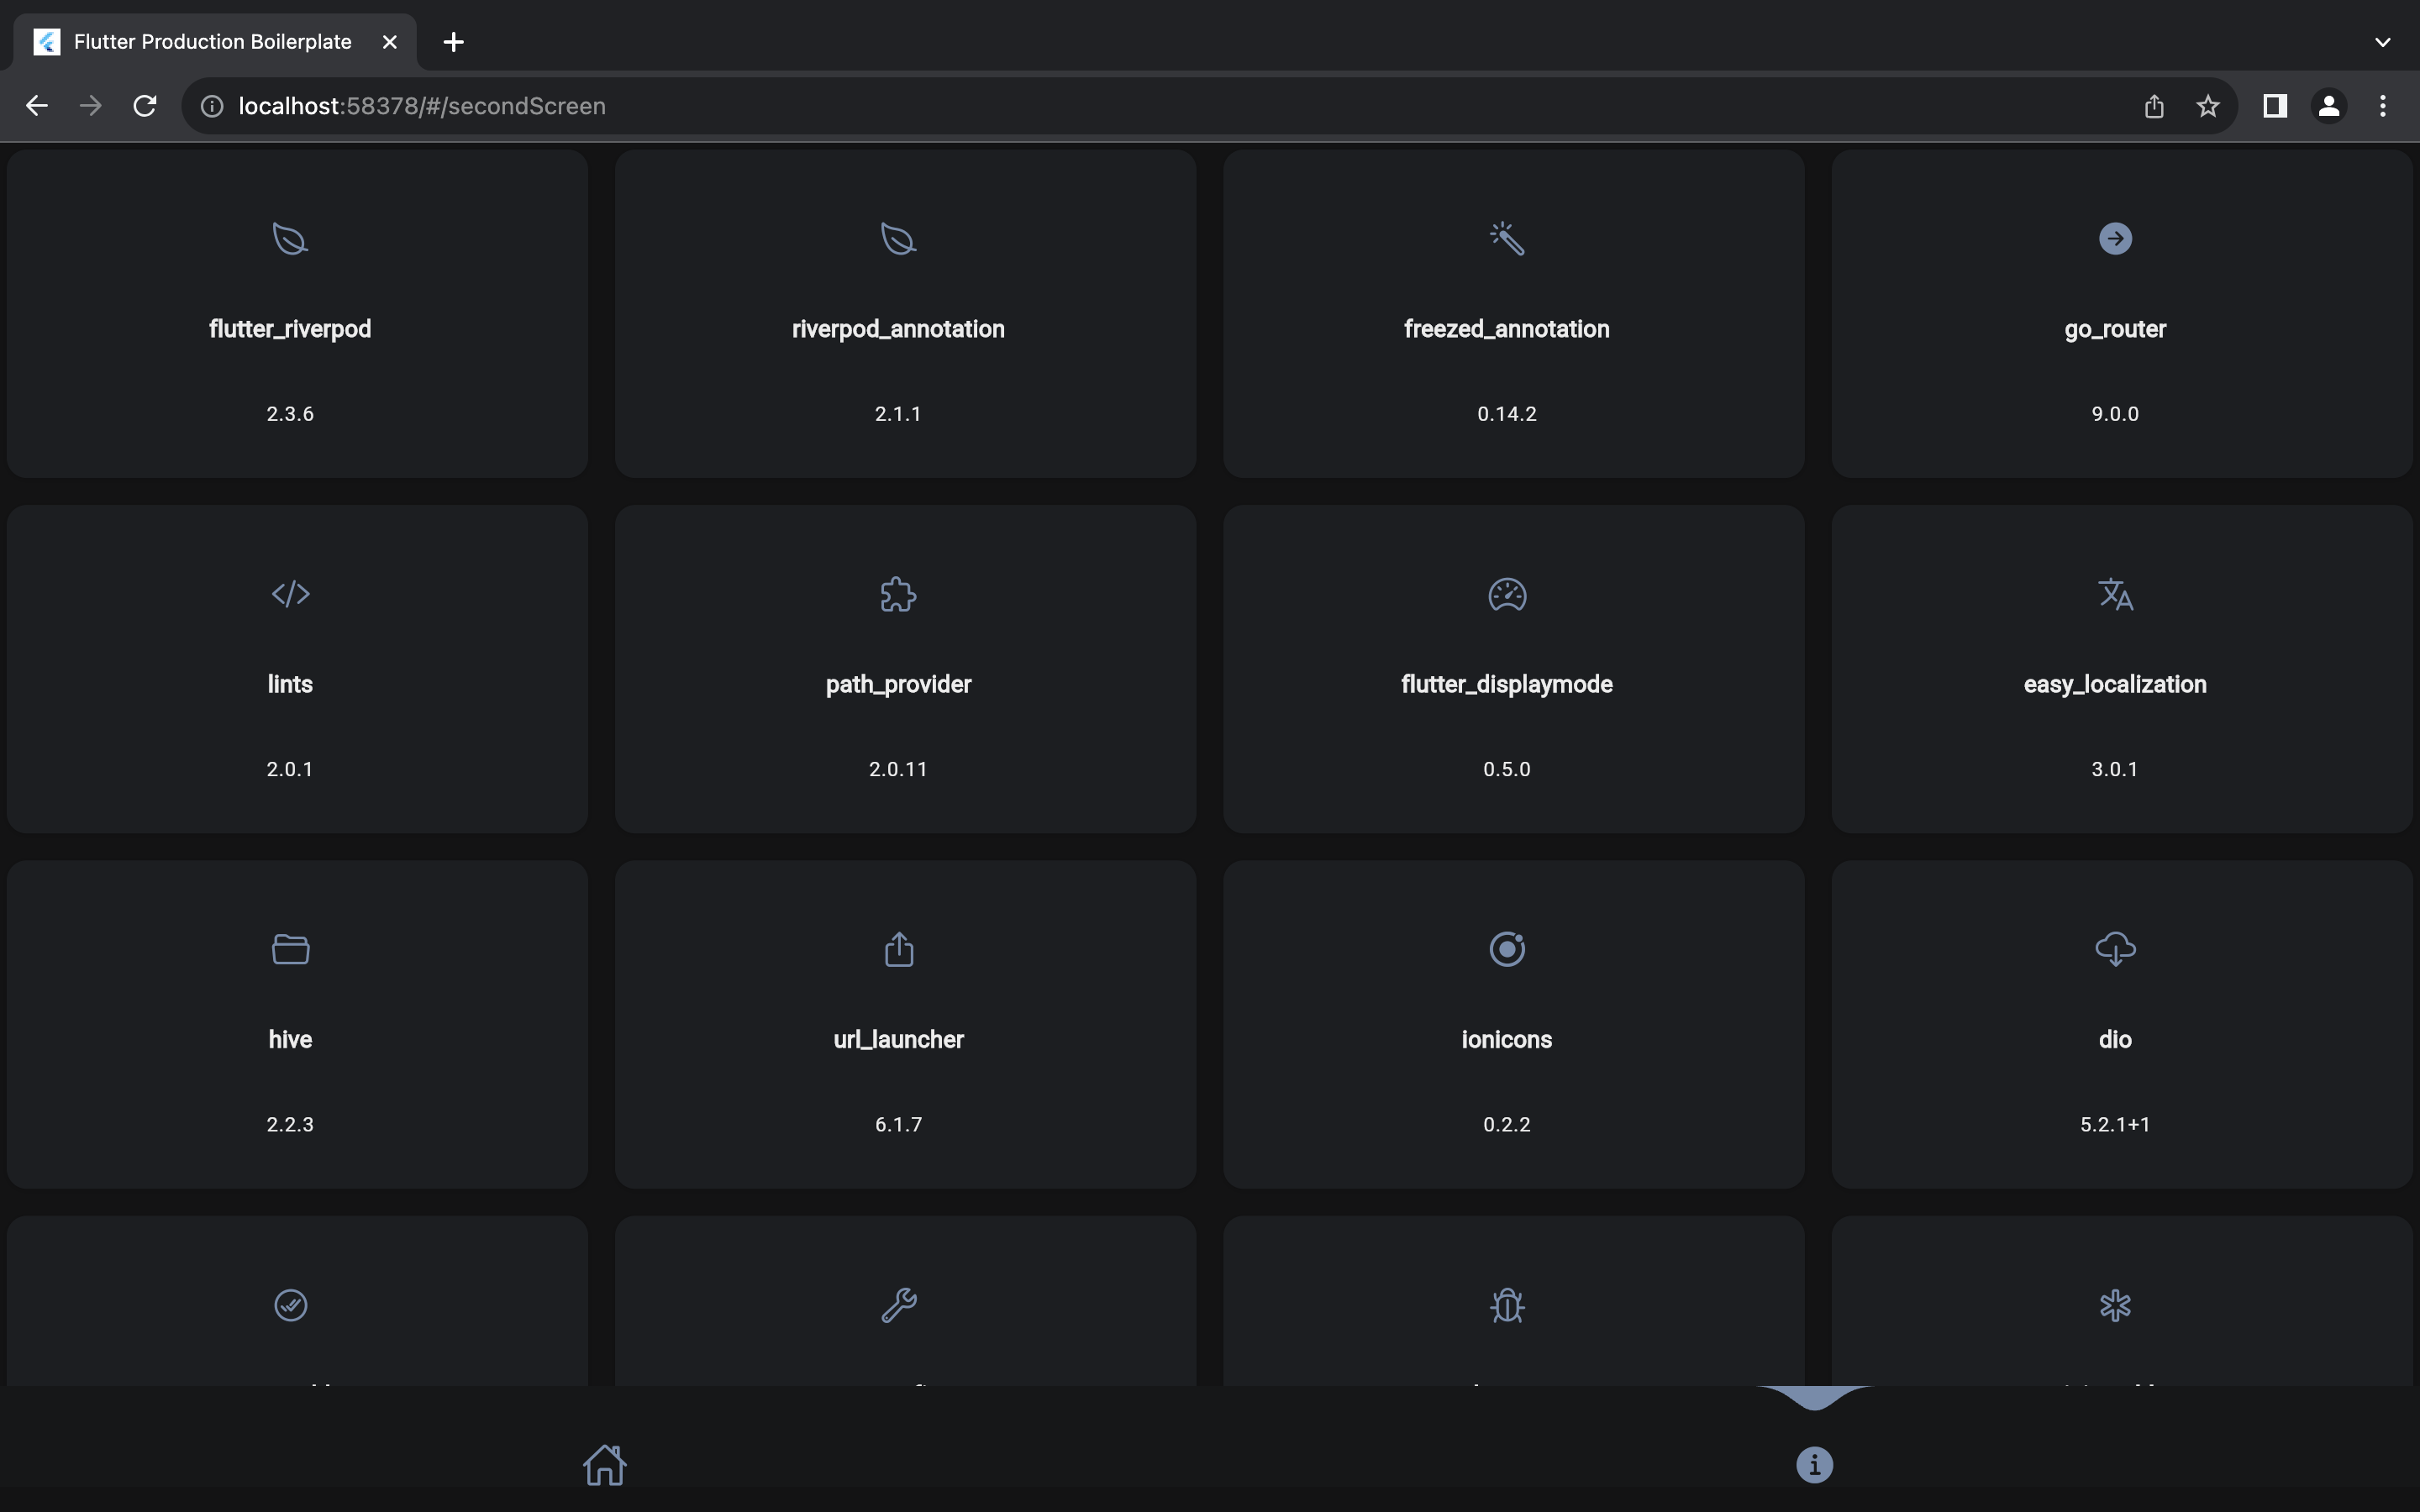 Flutter Production Boilerplate
localhost:58378/#/secondScreen
flutter_riverpod
riverpod_annotation
freezed_annotation
go_router
2.3.6
2.1.1
0.14.2
9.0.0
lints
path_provider
flutter_displaymode
easy_localization
2.0.1
2.0.11
0.5.0
3.0.1
hive
url_launcher
ionicons
dio
2.2.3
6.1.7
0.2.2
5.2.1+1